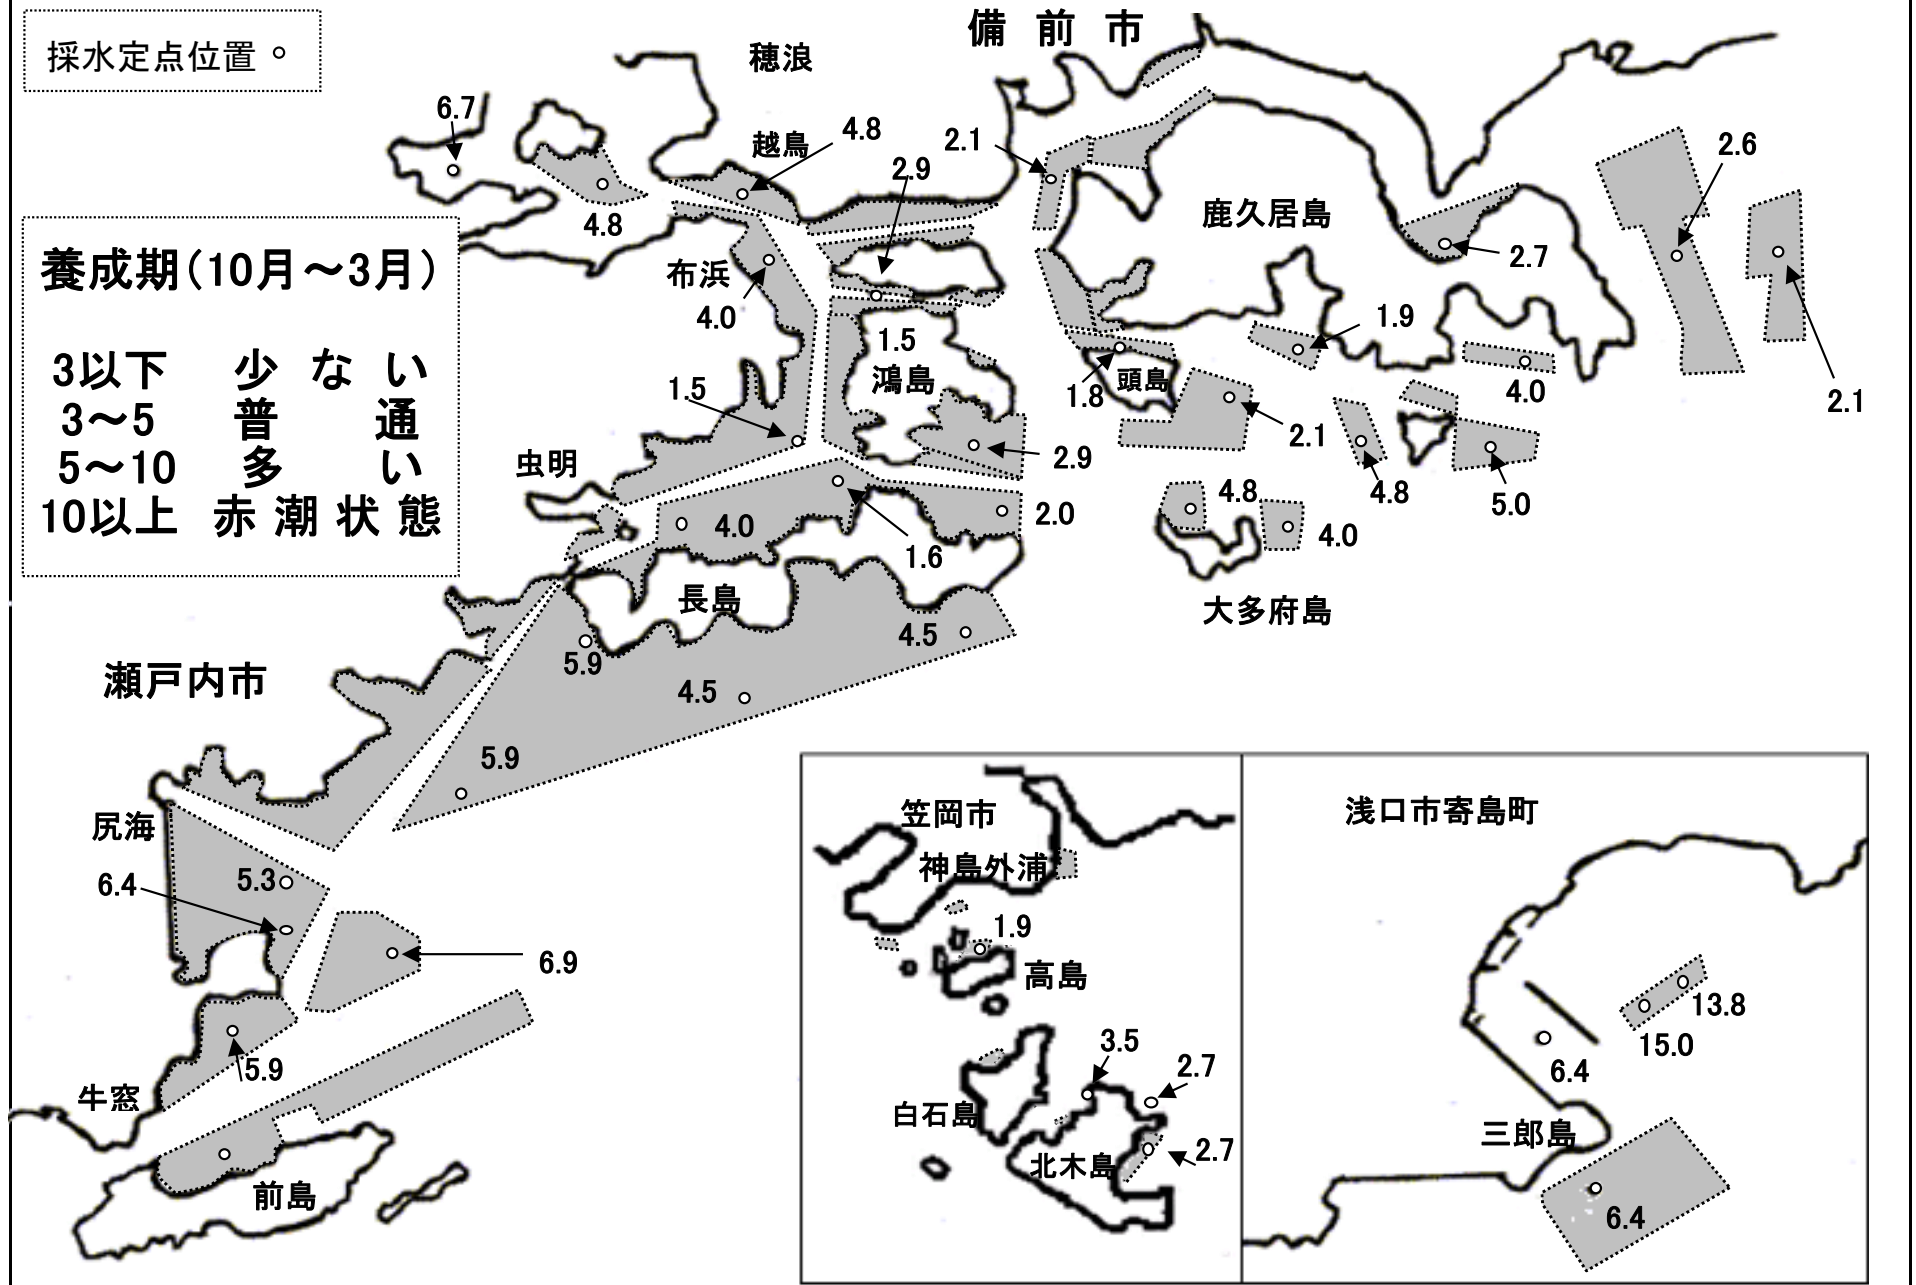 採水定点位置
備前市
穂浪
6.7
越鳥
4.8
2.1
2.9
2.6
4.8
鹿久居島
2.7
養成期(10月～3月)
3以下 少ない
3～5 普通
5～10 多い
10以上 赤潮状態
布浜
4.0
1.5
鴻島
1.9
1.8
頭島
4.0
2.1
1.5
2.1
2.9
虫明
4.8
5.0
4.8
2.0
4.0
4.0
1.6
長島
大多府島
4.5
5.9
瀬戸内市
4.5
5.9
尻海
5.3
6.4
6.9
5.9
牛窓
前島
笠岡市
神島外浦
1.9
高島
3.5
2.7
白石島
北木島
2.7
浅口市寄島町
13.8
15.0
6.4
三郎島
6.4